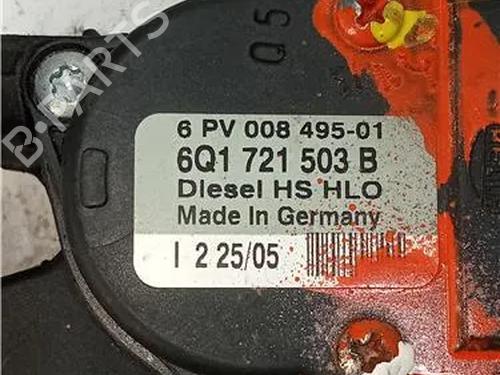 Q5
B-PARTS
6 PV 008 495-01
6Q1 721 503 B
Diesel HS HLO
Made In Germany
I 2 25/05